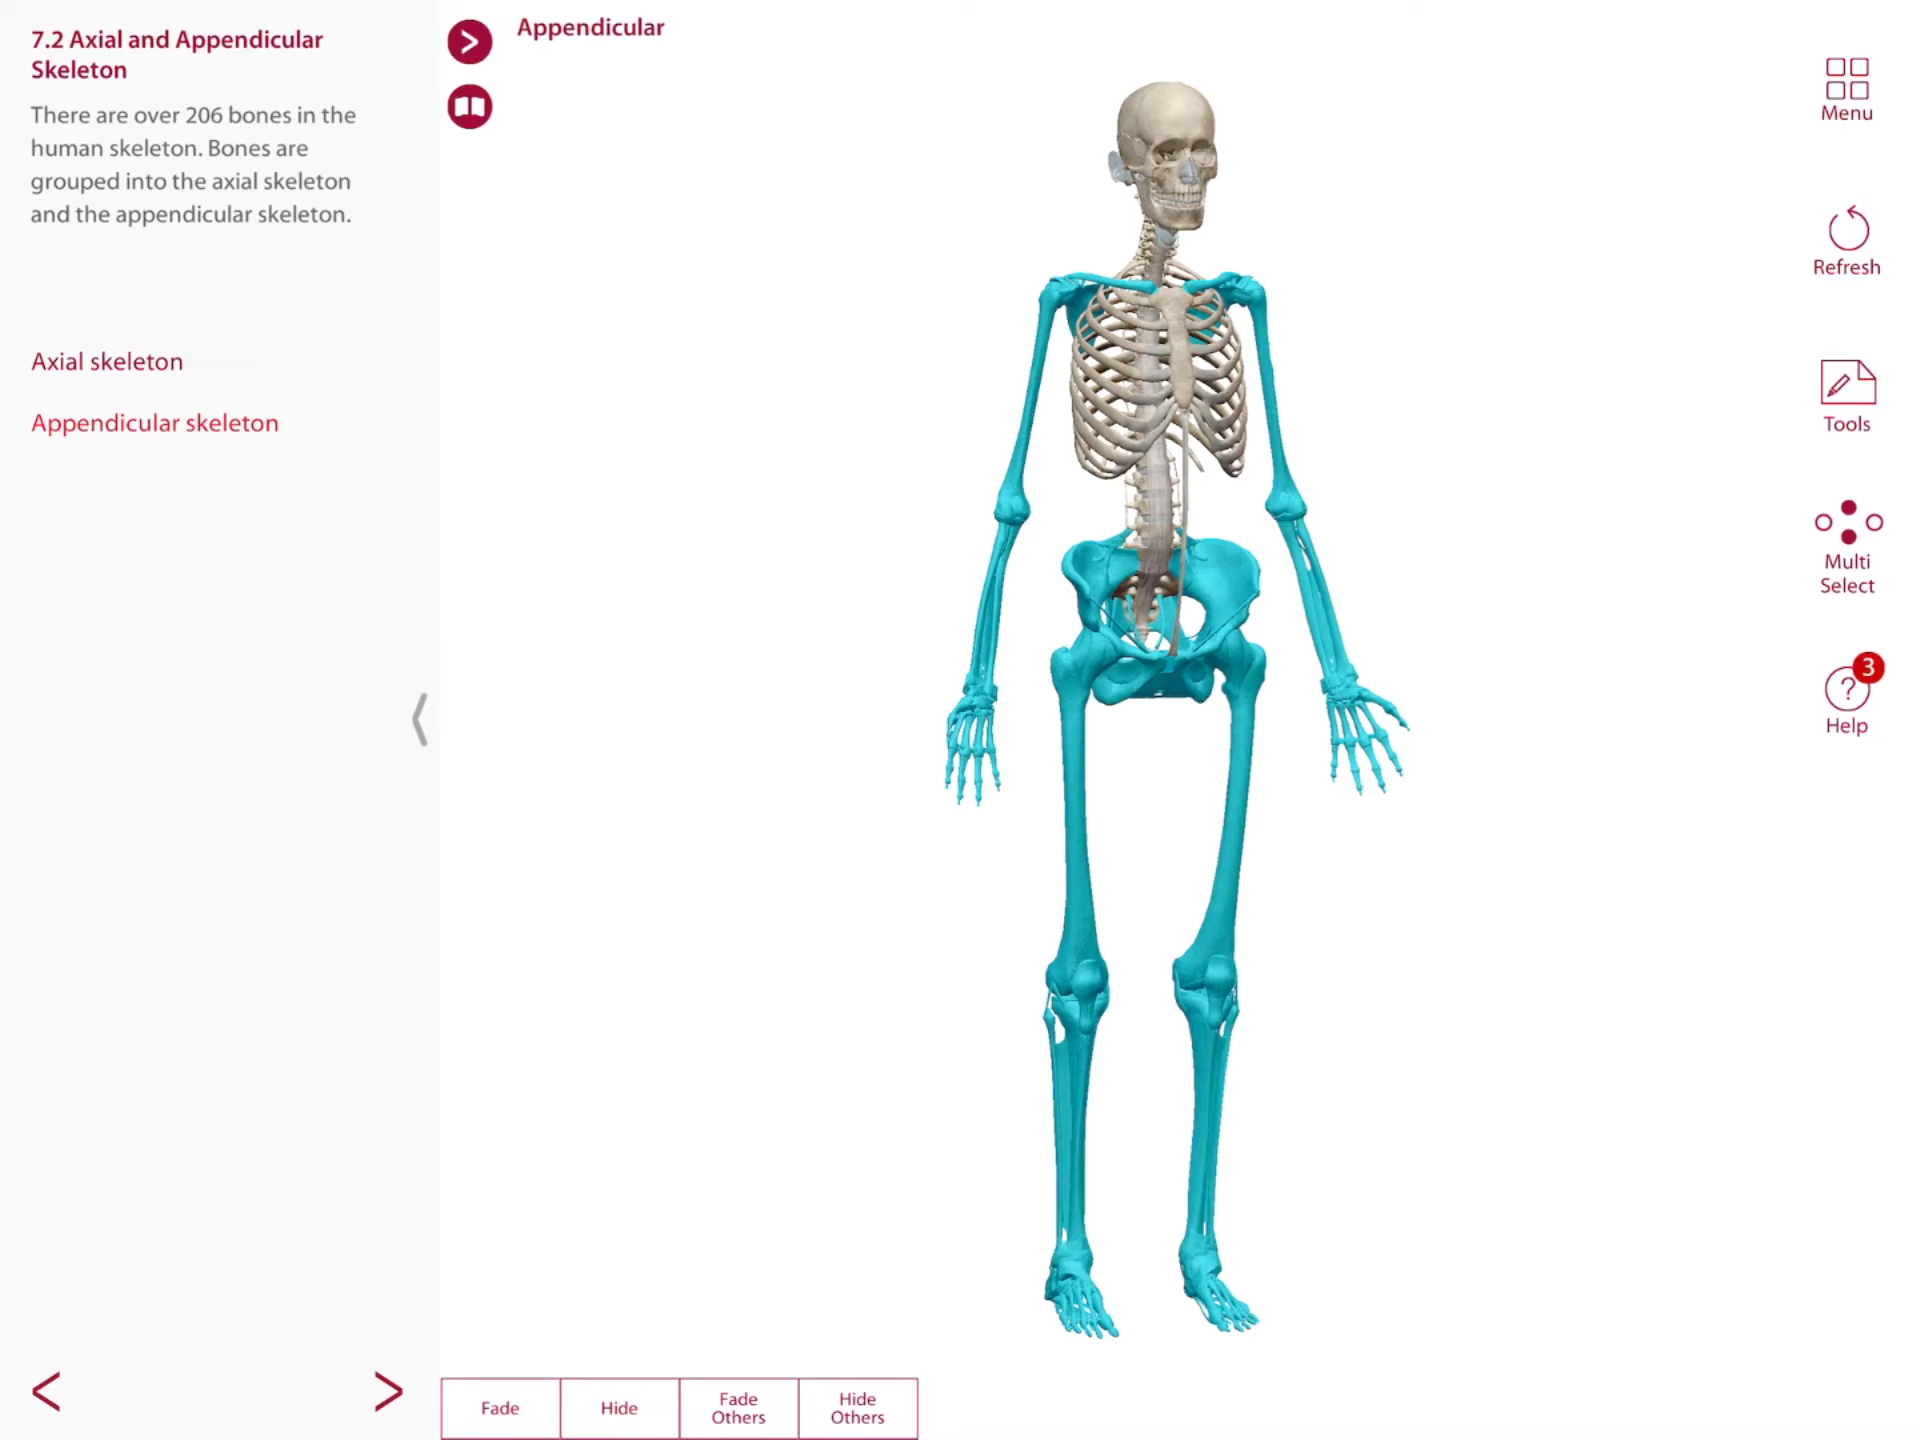 7.2 Axial and Appendicular
Skeleton
There are over 206 bones in the
human skeleton. Bones are
grouped into the axial skeleton
and the appendicular skeleton.
Axial skeleton
Appendicular skeleton
Appendicular
Menu
Refresh
Tools
Multi
Select
3
?
Help
Fade
Hide
Fade
Others
Hide
Others